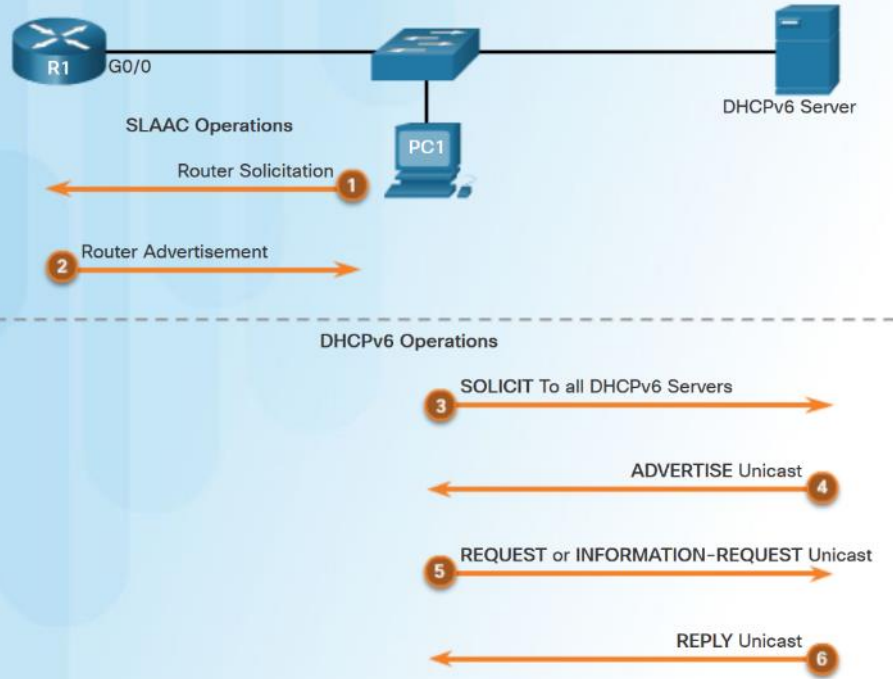 R1
G0/0
DHCPv6 Server
SLAAC Operations
PC1
Router Solicitation
1
Router Advertisement
2
DHCPv6 Operations
SOLICIT To all DHCPv6 Servers
3
ADVERTISE Unicast
4
REQUEST or INFORMATION-REQUEST Unicast
5
REPLY Unicast
6